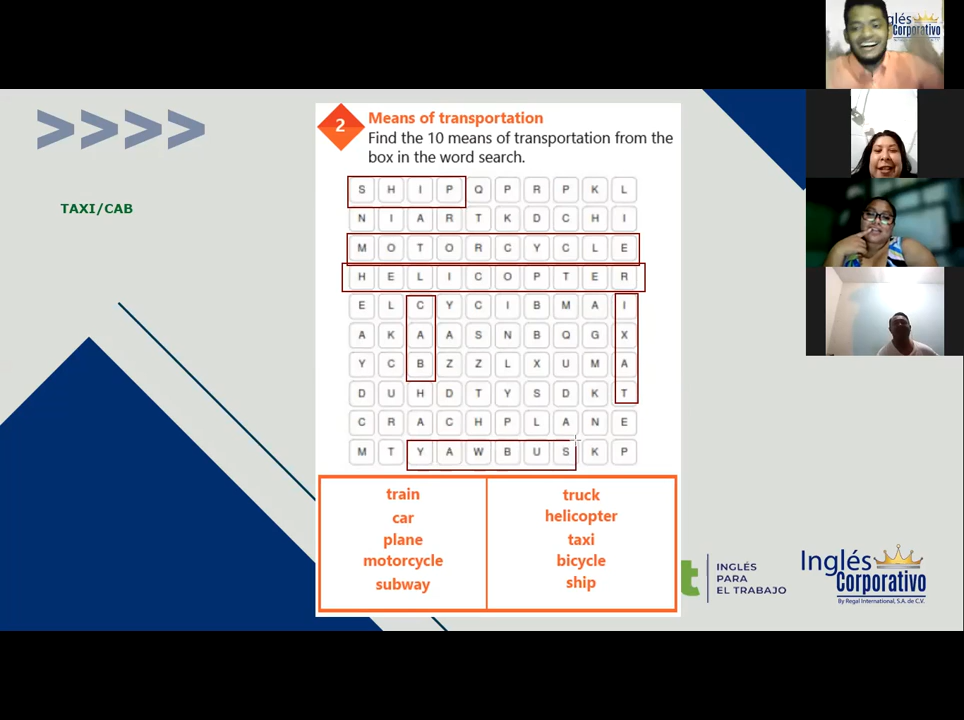 Inglés
Corporativo
>>>>
TAXI/CAB
2
Means of transportation
Find the 10 means of transportation from the
box in the word search.
S H I P Q P R P K L
N I A R T K D C H I
M O T O R C Y C L E
H E L I C O P T E R
E L C Y C I B M A I
A K A A S N B Q G X
Y C B Z Z L X U M A
D U H D T Y S D K T
C R A C H P L A N E
M T Y A W B U S K P
train truck
car helicopter
plane taxi
motorcycle bicycle
subway ship
t
INGLÉS
PARA
EL TRABAJO
Inglés
Corporativo
By Regal International, S.A. de C.V.